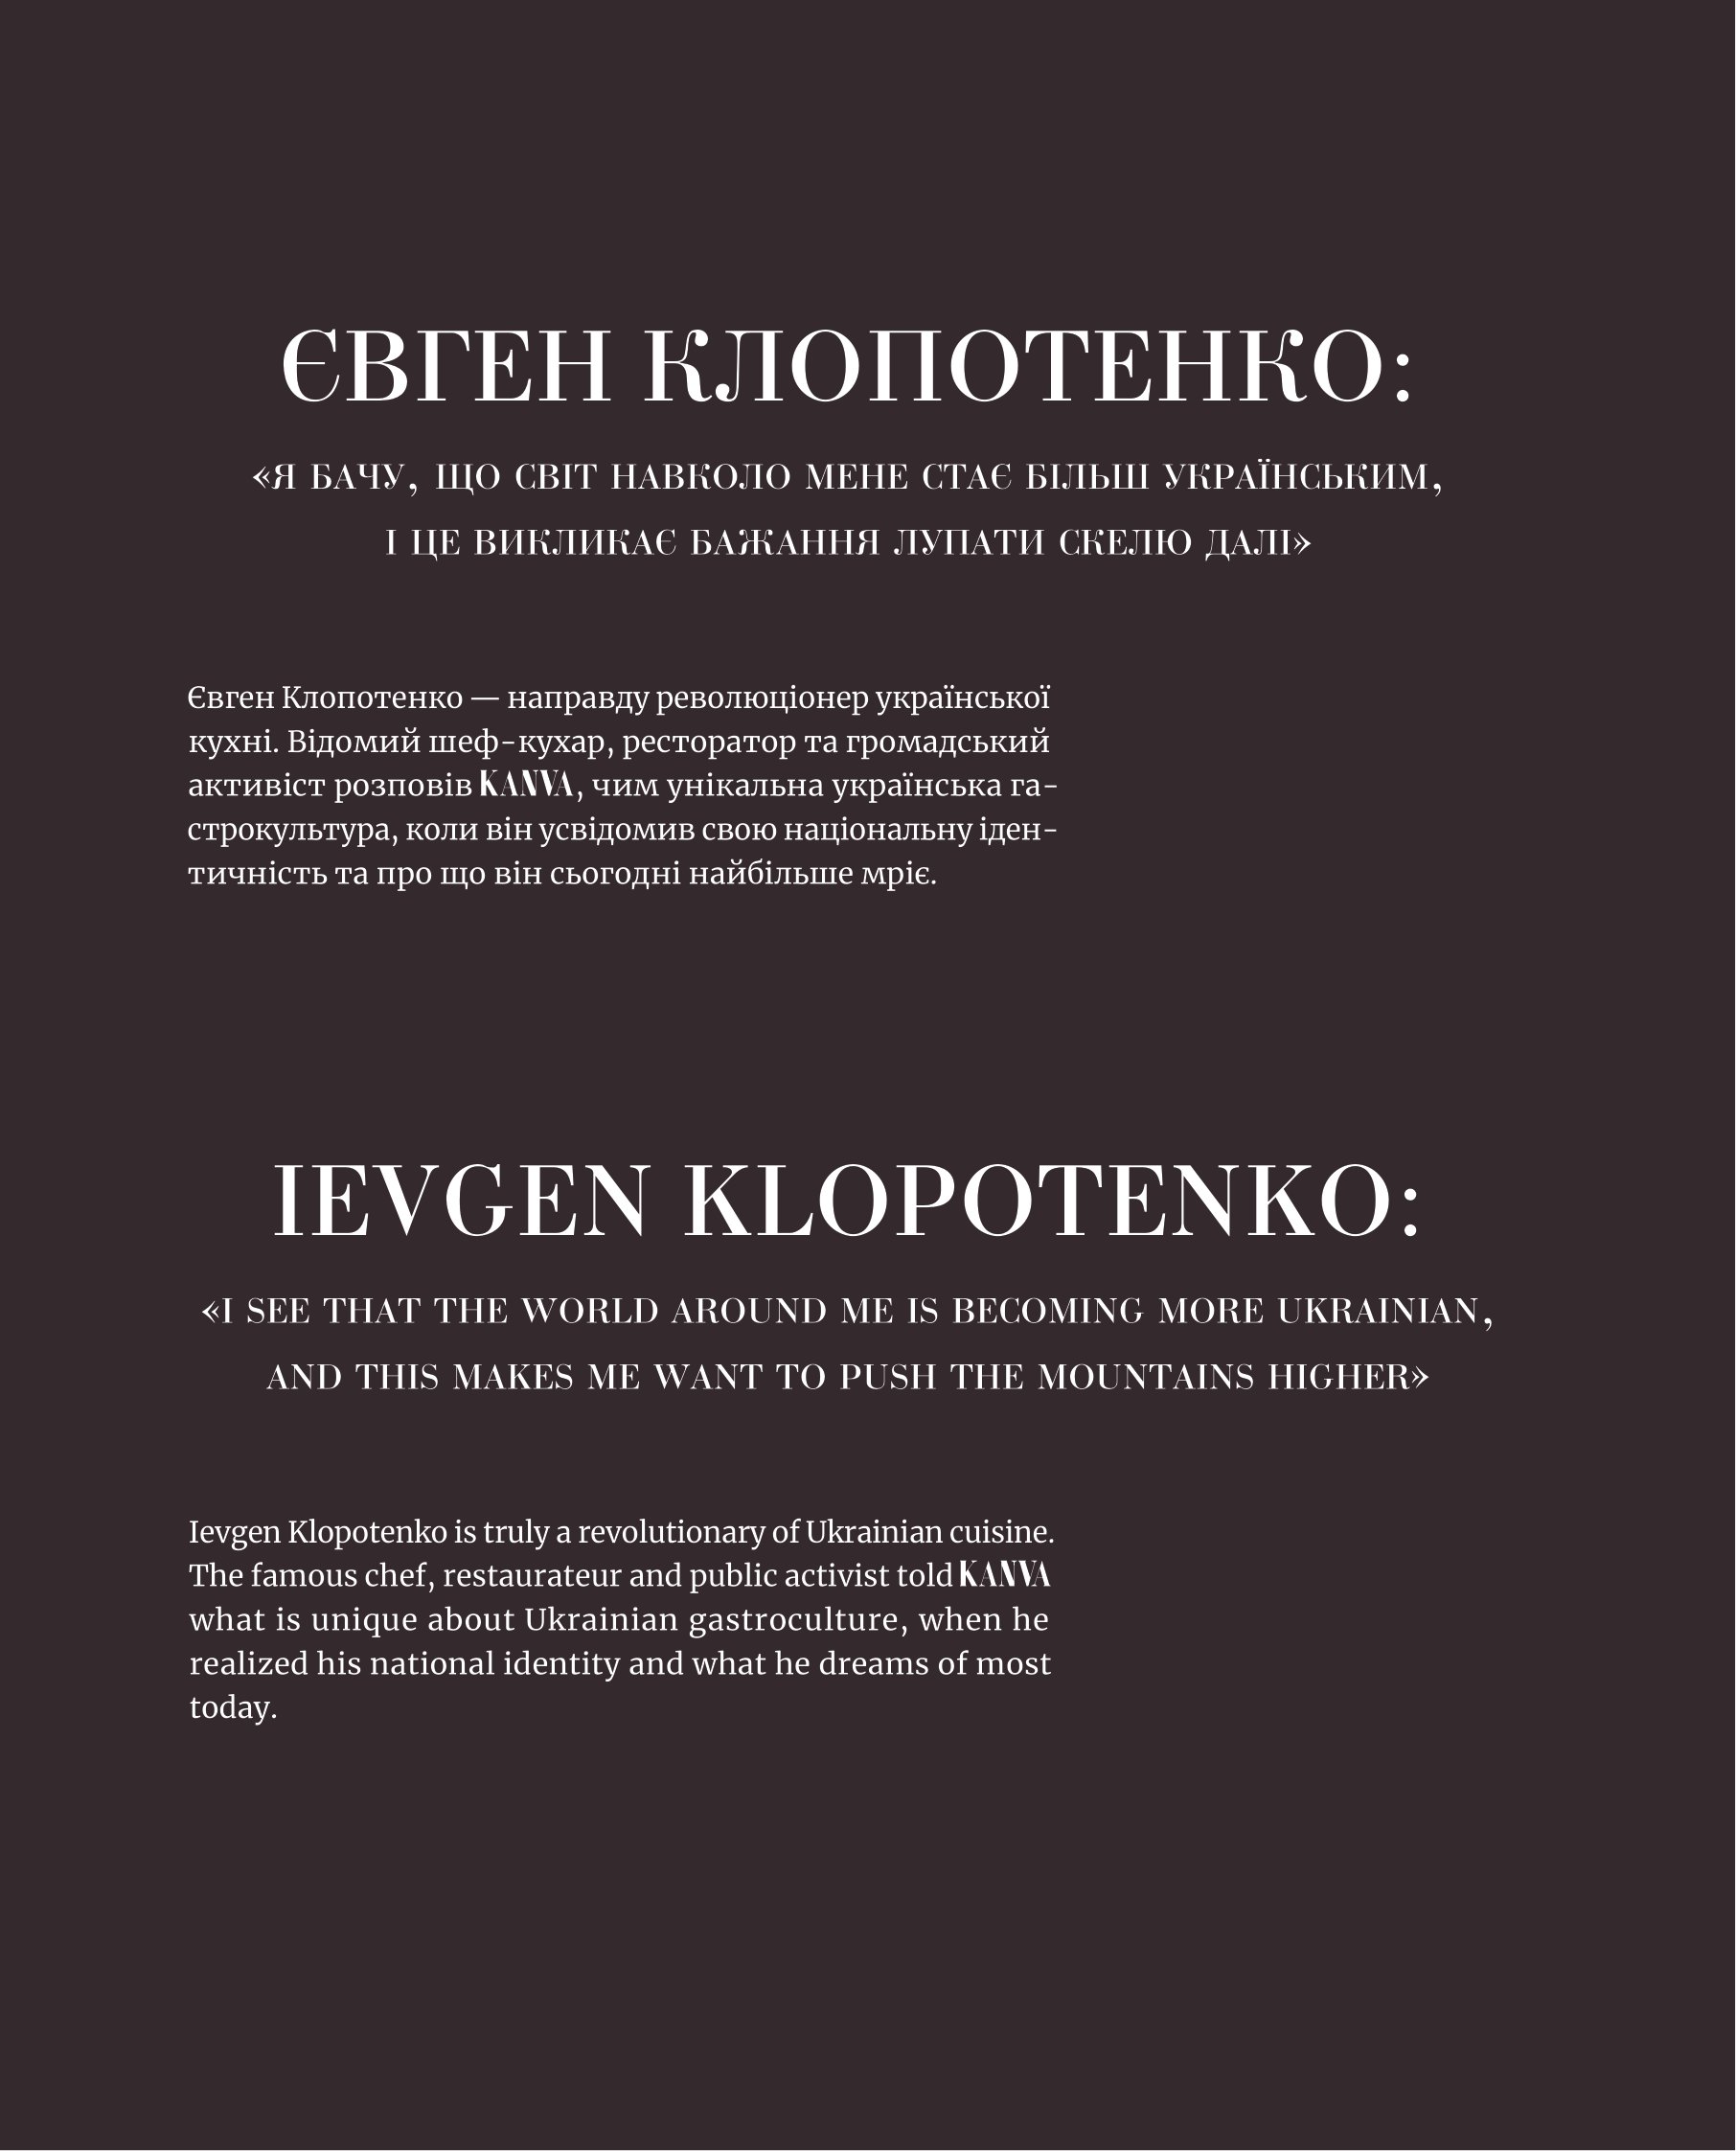 ЄВГЕН КЛОПОТЕНКО:
«Я БАЧУ, ЩО СВІТ НАВКОЛО МЕНЕ СТАЄ БІЛЬШ УКРАЇНСЬКИМ,
І ЦЕ ВИКЛИКАЄ БАЖАННЯ ЛУПАТИ СКЕЛЮ ДАЛІ»
Євген Клопотенко — направду революціонер української
кухні. Відомий шеф-кухар, ресторатор та громадський
активіст розповів KANVA, чим унікальна українська га-
строкультура, коли він усвідомив свою національну іден-
тичність та про що він сьогодні найбільше мріє.
IEVGEN KLOPOTENKO:
«I SEE THAT THE WORLD AROUND ME IS BECOMING MORE UKRAINIAN,
AND THIS MAKES ME WANT TO PUSH THE MOUNTAINS HIGHER»
Ievgen Klopotenko is truly a revolutionary of Ukrainian cuisine.
The famous chef, restaurateur and public activist told KANVA
what is unique about Ukrainian gastroculture, when he
realized his national identity and what he dreams of most
today.